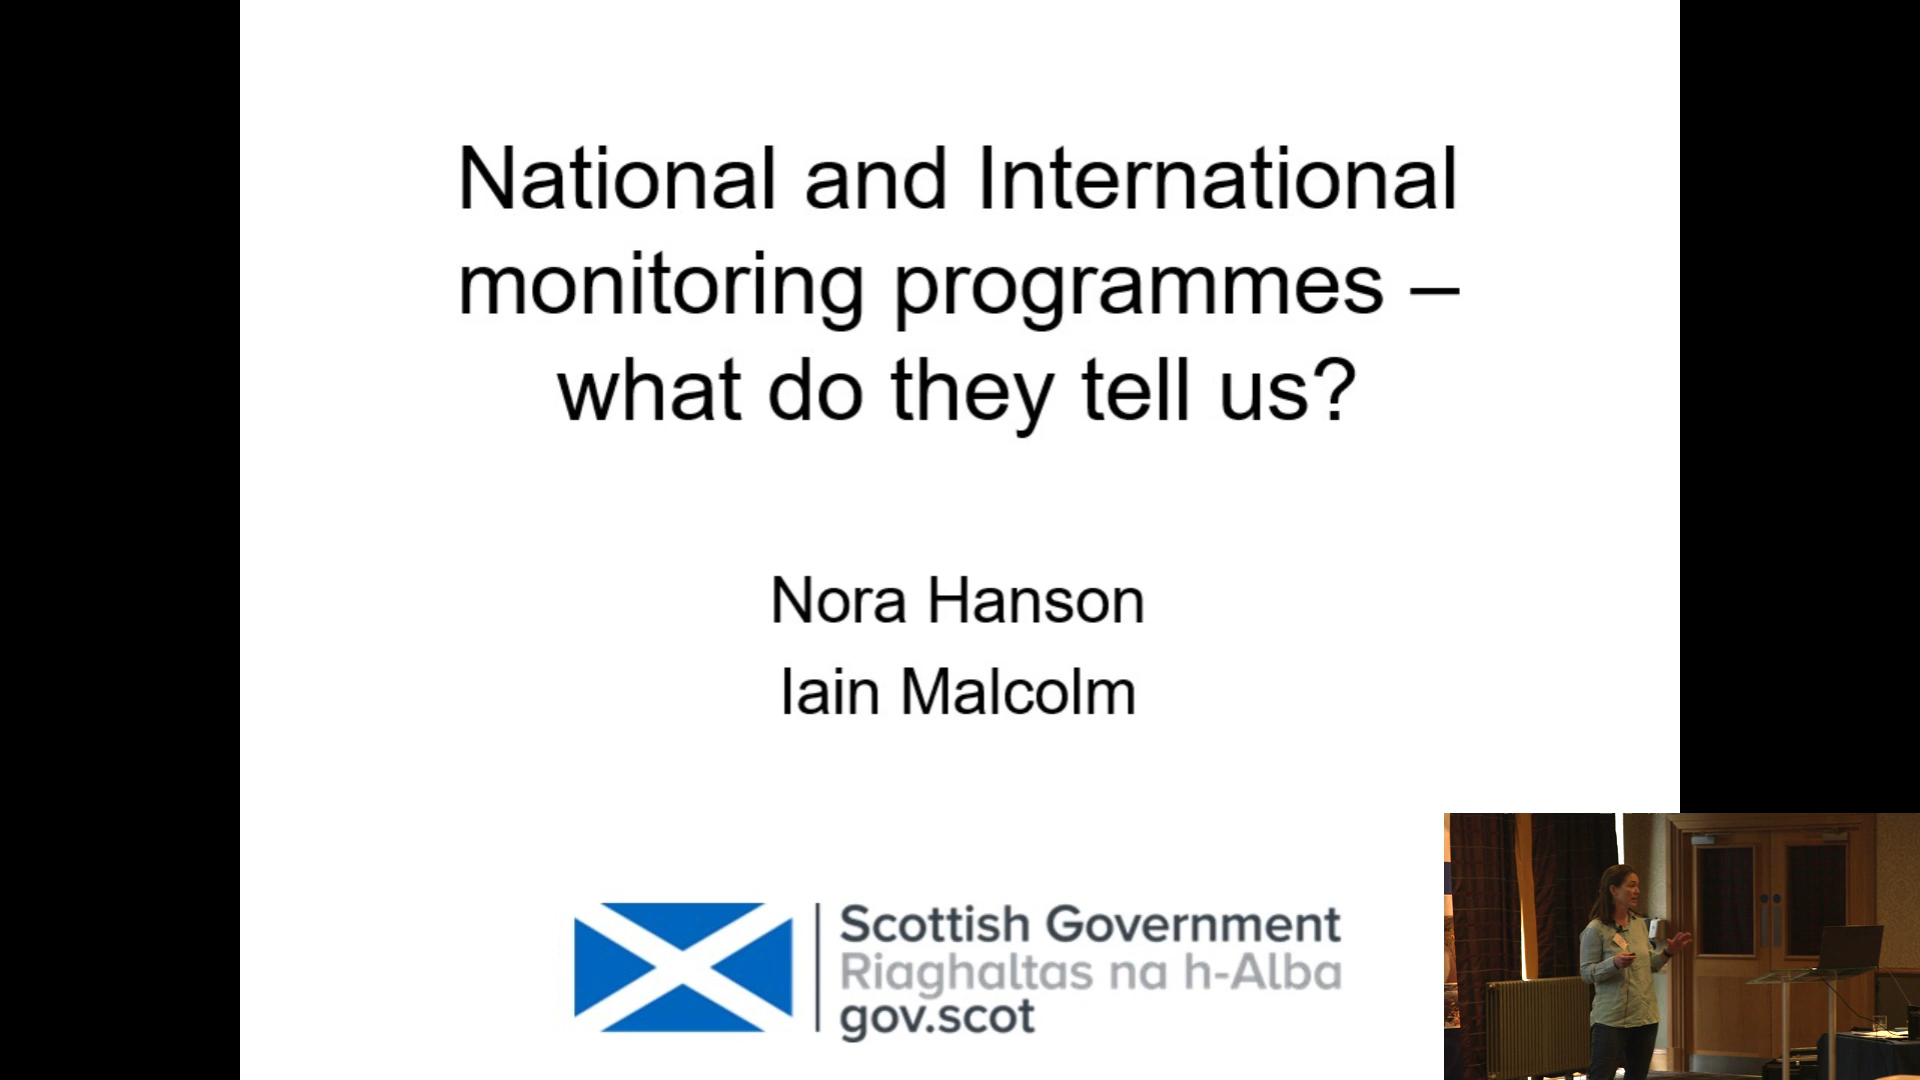 National and International
monitoring programmes –
what do they tell us?
Nora Hanson
Iain Malcolm
Scottish Government
Riaghaltas na h-Alba
gov.scot